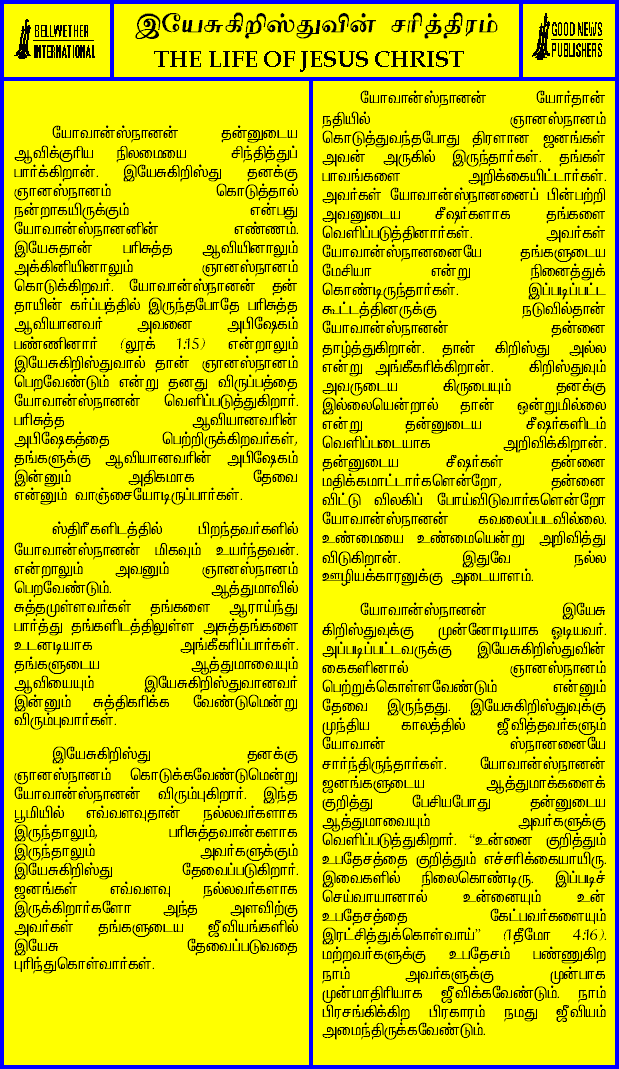 BELLWETHER
INTERNATIONAL
இயேசுகிறிஸ்துவின் சரித்திரம்
THE LIFE OF JESUS CHRIST
GOOD NEWS
PUBLISHERS
யோவான்ஸ்நானன் தன்னுடைய
ஆவிக்குரிய நிலமையை சிந்தித்துப்
பார்க்கிறான். இயேசுகிறிஸ்து தனக்கு
ஞானஸ்நானம் கொடுத்தால்
நன்றாகயிருக்கும் என்பது
யோவான்ஸ்நானனின் எண்ணம்.
இயேசுதான் பரிசுத்த ஆவியினாலும்
அக்கினியினாலும் ஞானஸ்நானம்
கொடுக்கிறவர். யோவான்ஸ்நானன் தன்
தாயின் கர்ப்பத்தில் இருந்தபோதே பரிசுத்த
ஆவியானவர் அவனை அபிஷேகம்
பண்ணினார் (லூக் 1:15) என்றாலும்
இயேசுகிறிஸ்துவால் தான் ஞானஸ்நானம்
பெறவேண்டும் என்று தனது விருப்பத்தை
யோவான்ஸ்நானன் வெளிப்படுத்துகிறார்.
பரிசுத்த ஆவியானவரின்
அபிஷேகத்தை பெற்றிருக்கிறவர்கள்,
தங்களுக்கு ஆவியானவரின் அபிஷேகம்
இன்னும் அதிகமாக தேவை
என்னும் வாஞ்சையோடிருப்பார்கள்.
ஸ்திரீகளிடத்தில் பிறந்தவர்களில்
யோவான்ஸ்நானன் மிகவும் உயர்ந்தவன்.
என்றாலும் அவனும் ஞானஸ்நானம்
பெறவேண்டும். ஆத்துமாவில்
சுத்தமுள்ளவர்கள் தங்களை ஆராய்ந்து
பார்த்து தங்களிடத்திலுள்ள அசுத்தங்களை
உடனடியாக அங்கீகரிப்பார்கள்.
தங்களுடைய ஆத்துமாவையும்
ஆவியையும் இயேசுகிறிஸ்துவானவர்
இன்னும் சுத்திகரிக்க வேண்டுமென்று
விரும்புவார்கள்.
இயேசுகிறிஸ்து தனக்கு
ஞானஸ்நானம் கொடுக்கவேண்டுமென்று
யோவான்ஸ்நானன் விரும்புகிறார். இந்த
பூமியில் எவ்வளவுதான் நல்லவர்களாக
இருந்தாலும், பரிசுத்தவான்களாக
இருந்தாலும் அவர்களுக்கும்
இயேசுகிறிஸ்து தேவைப்படுகிறார்.
ஜனங்கள் எவ்வளவு நல்லவர்களாக
இருக்கிறார்களோ அந்த அளவிற்கு
அவர்கள் தங்களுடைய ஜீவியங்களில்
இயேசு தேவைப்படுவதை
புரிந்துகொள்வார்கள்.
யோவான்ஸ்நானன் யோர்தான்
நதியில் ஞானஸ்நானம்
கொடுத்துவந்தபோது திரளான ஜனங்கள்
அவன் அருகில் இருந்தார்கள். தங்கள்
பாவங்களை அறிக்கையிட்டார்கள்.
அவர்கள் யோவான்ஸ்நானனைப் பின்பற்றி
அவனுடைய சீஷர்களாக தங்களை
வெளிப்படுத்தினார்கள். அவர்கள்
யோவான்ஸ்நானனையே தங்களுடைய
மேசியா என்று நினைத்துக்
கொண்டிருந்தார்கள். இப்படிப்பட்ட
கூட்டத்தினருக்கு நடுவில்தான்
யோவான்ஸ்நானன் தன்னை
தாழ்த்துகிறான். தான் கிறிஸ்து அல்ல
என்று அங்கீகரிக்கிறான். கிறிஸ்துவும்
அவருடைய கிருபையும் தனக்கு
இல்லையென்றால் தான் ஒன்றுமில்லை
என்று தன்னுடைய சீஷர்களிடம்
வெளிப்படையாக அறிவிக்கிறான்.
தன்னுடைய சீஷர்கள் தன்னை
மதிக்கமாட்டார்களென்றோ, தன்னை
விட்டு விலகிப் போய்விடுவார்களென்றோ
யோவான்ஸ்நானன் கவலைப்படவில்லை.
உண்மையை உண்மையென்று அறிவித்து
விடுகிறான். இதுவே நல்ல
ஊழியக்காரனுக்கு அடையாளம்.
யோவான்ஸ்நானன் இயேசு
கிறிஸ்துவுக்கு முன்னோடியாக ஓடியவர்.
அப்படிப்பட்டவருக்கு இயேசுகிறிஸ்துவின்
கைகளினால் ஞானஸ்நானம்
பெற்றுக்கொள்ளவேண்டும் என்னும்
தேவை இருந்தது. இயேசுகிறிஸ்துவுக்கு
முந்திய காலத்தில் ஜீவித்தவர்களும்
யோவான் ஸ்நானனையே
சார்ந்திருந்தார்கள். யோவான்ஸ்நானன்
ஜனங்களுடைய ஆத்துமாக்களைக்
குறித்து பேசியபோது தன்னுடைய
ஆத்துமாவையும் அவர்களுக்கு
வெளிப்படுத்துகிறார். “உன்னை குறித்தும்
உபதேசத்தை குறித்தும் எச்சரிக்கையாயிரு.
இவைகளில் நிலைகொண்டிரு. இப்படிச்
செய்வாயானால் உன்னையும் உன்
உபதேசத்தை கேட்பவர்களையும்
இரட்சித்துக்கொள்வாய்” (1தீமோ 4:16).
மற்றவர்களுக்கு உபதேசம் பண்ணுகிற
நாம் அவர்களுக்கு முன்பாக
முன்மாதிரியாக ஜீவிக்கவேண்டும். நாம்
பிரசங்கிக்கிற பிரகாரம் நமது ஜீவியம்
அமைந்திருக்கவேண்டும்.